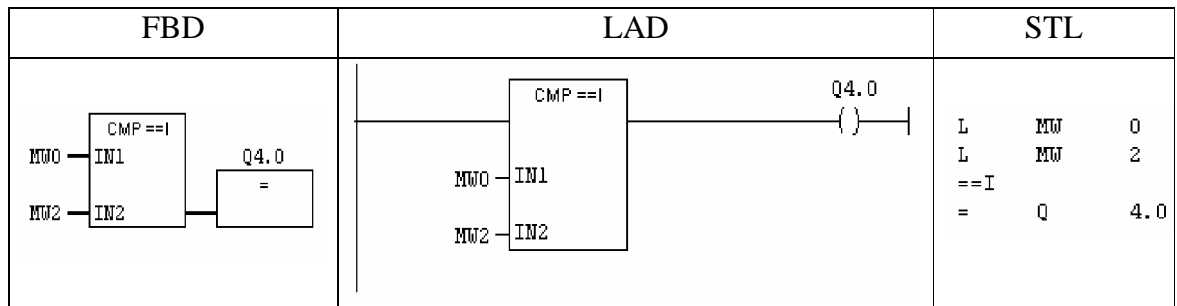 FBD LAD STL
CMP ==I
MW0 IN1 Q4.0
=
MW2 IN2
CMP ==I Q4.0
( )
MW0 IN1
MW2 IN2
L MW 0
L MW 2
==I
= Q 4.0